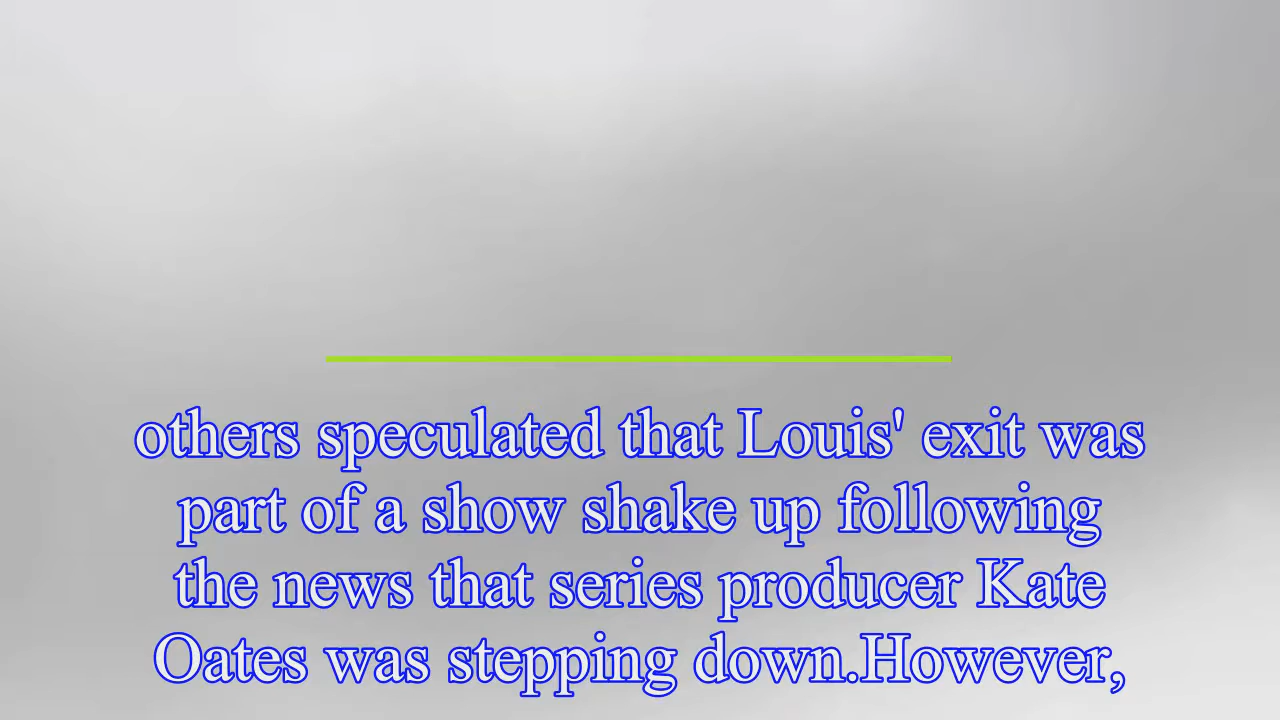 others speculated that Louis' exit was
part of a show shake up following
the news that series producer Kate
Oates was stepping down.However,